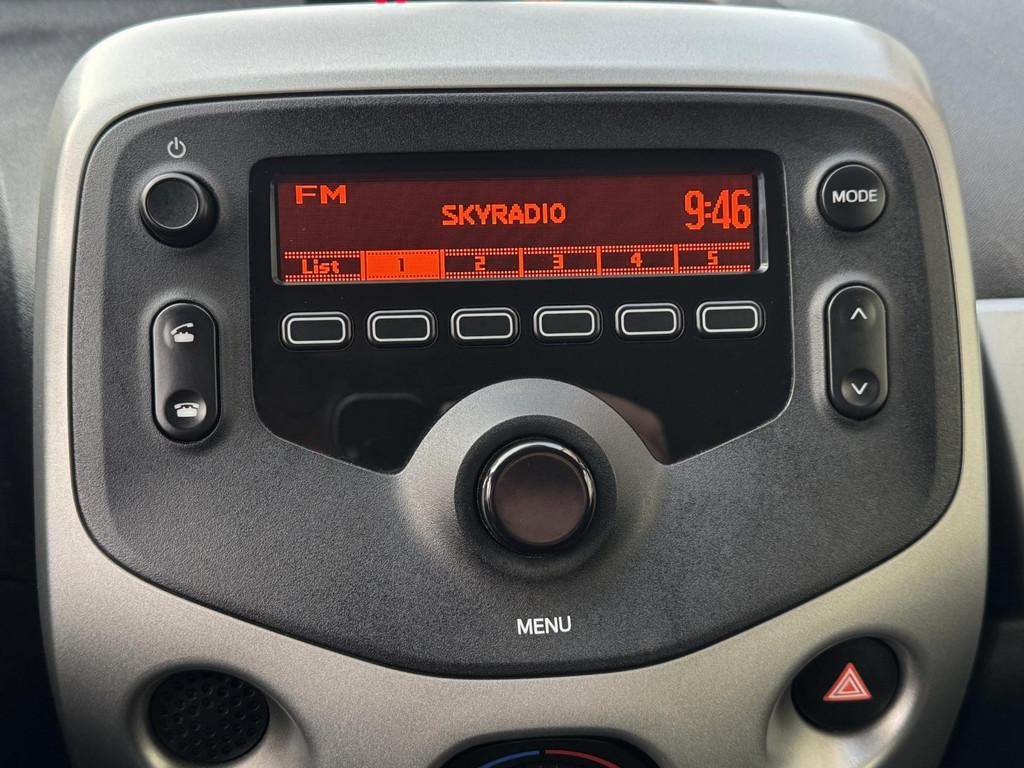 FM
SKYRADIO
9:46
MODE
List 1 2 3 4 5
MENU